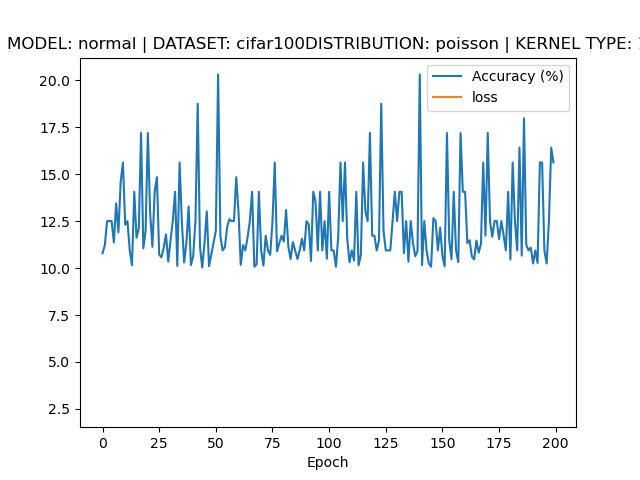 MODEL: normal | DATASET: cifar100DISTRIBUTION: poisson | KERNEL TYPE:
Accuracy (%)
loss
20.0
17.5
15.0
12.5
10.0
7.5
5.0
2.5
0 25 50 75 100 125 150 175 200
Epoch